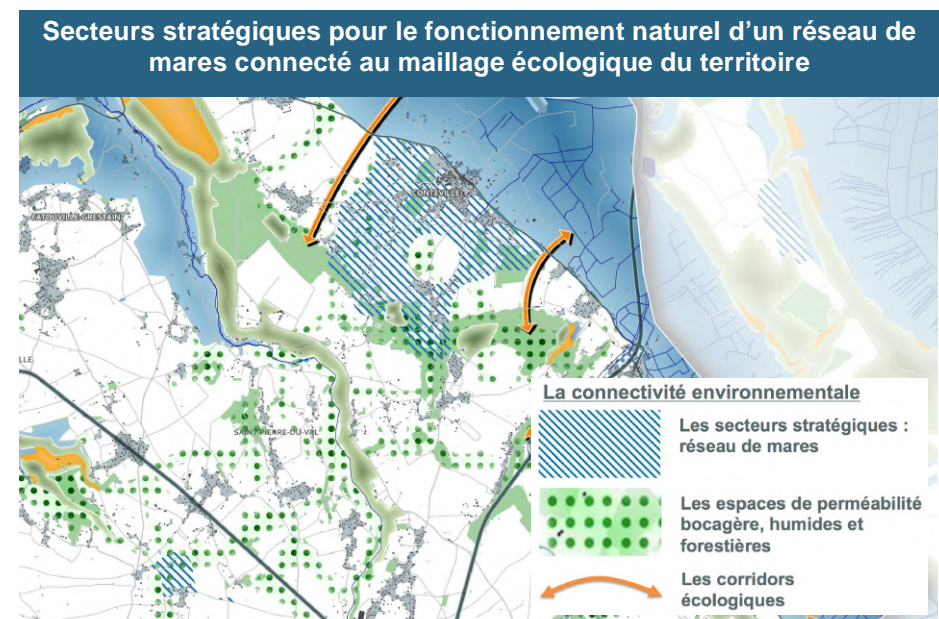 Secteurs stratégiques pour le fonctionnement naturel d'un réseau de
mares connecté au maillage écologique du territoire
CONTEVILLE
FATOUVILLE-GRESTAIN
LLE
SAINT-PIERRE-DU-VAL
La connectivité environnementale
Les secteurs stratégiques :
réseau de mares
Les espaces de perméabilité
bocagère, humides et
forestières
Les corridors
écologiques